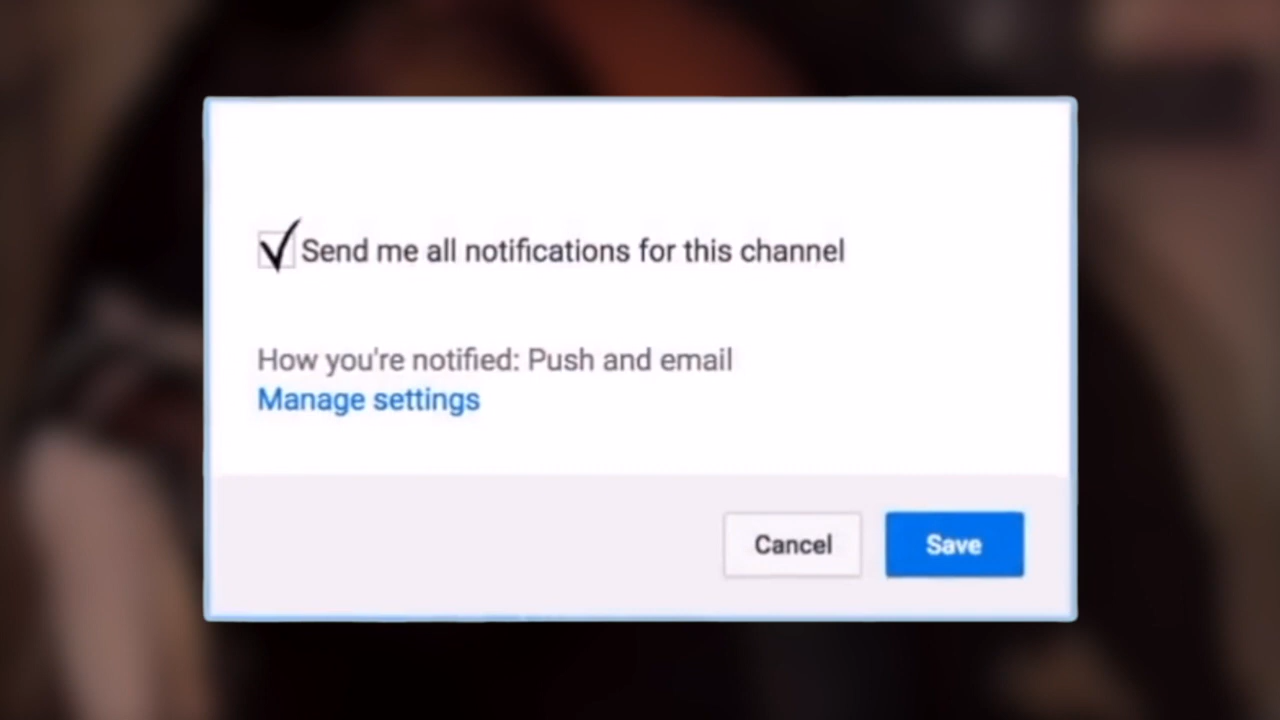 Send me all notifications for this channel
How you're notified: Push and email
Manage settings
Cancel Save